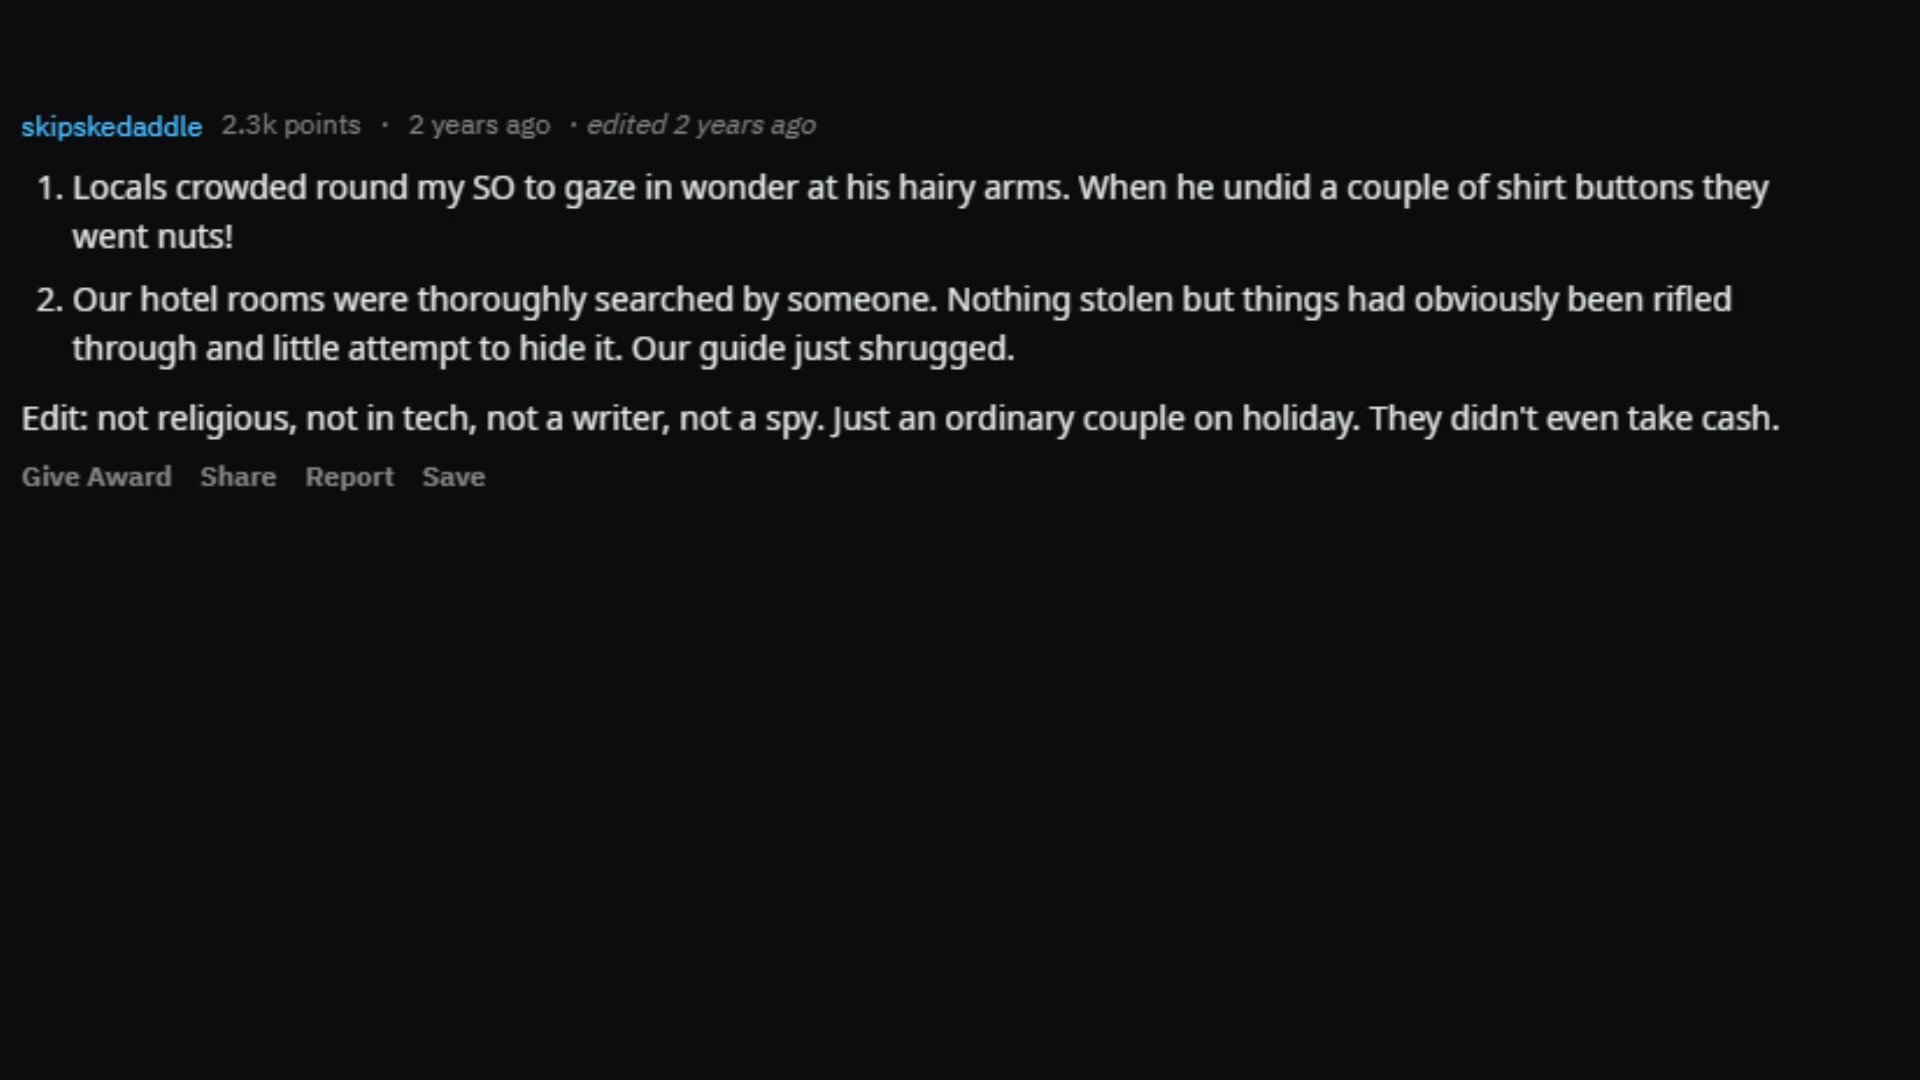 skipskedaddle 2.3k points · 2 years ago · edited 2 years ago
1. Locals crowded round my SO to gaze in wonder at his hairy arms. When he undid a couple of shirt buttons they
went nuts!
2. Our hotel rooms were thoroughly searched by someone. Nothing stolen but things had obviously been rifled
through and little attempt to hide it. Our guide just shrugged.
Edit: not religious, not in tech, not a writer, not a spy. Just an ordinary couple on holiday. They didn't even take cash.
Give Award Share Report Save